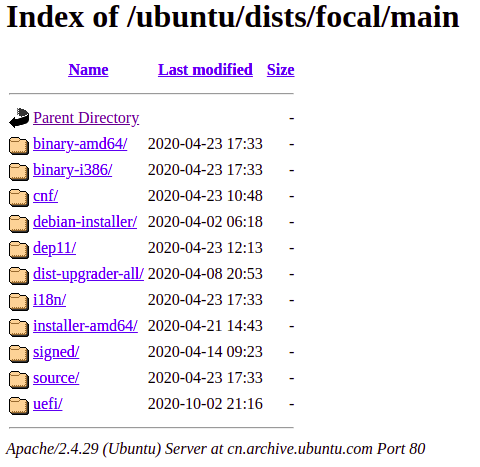 Index of /ubuntu/dists/focal/main
Name Last modified Size
Parent Directory -
binary-amd64/ 2020-04-23 17:33 -
binary-i386/ 2020-04-23 17:33 -
cnf/ 2020-04-23 10:48 -
debian-installer/ 2020-04-02 06:18 -
dep11/ 2020-04-23 12:13 -
dist-upgrader-all/ 2020-04-08 20:53 -
i18n/ 2020-04-23 17:33 -
installer-amd64/ 2020-04-21 14:43 -
signed/ 2020-04-14 09:23 -
source/ 2020-04-23 17:33 -
uefi/ 2020-10-02 21:16 -
Apache/2.4.29 (Ubuntu) Server at cn.archive.ubuntu.com Port 80